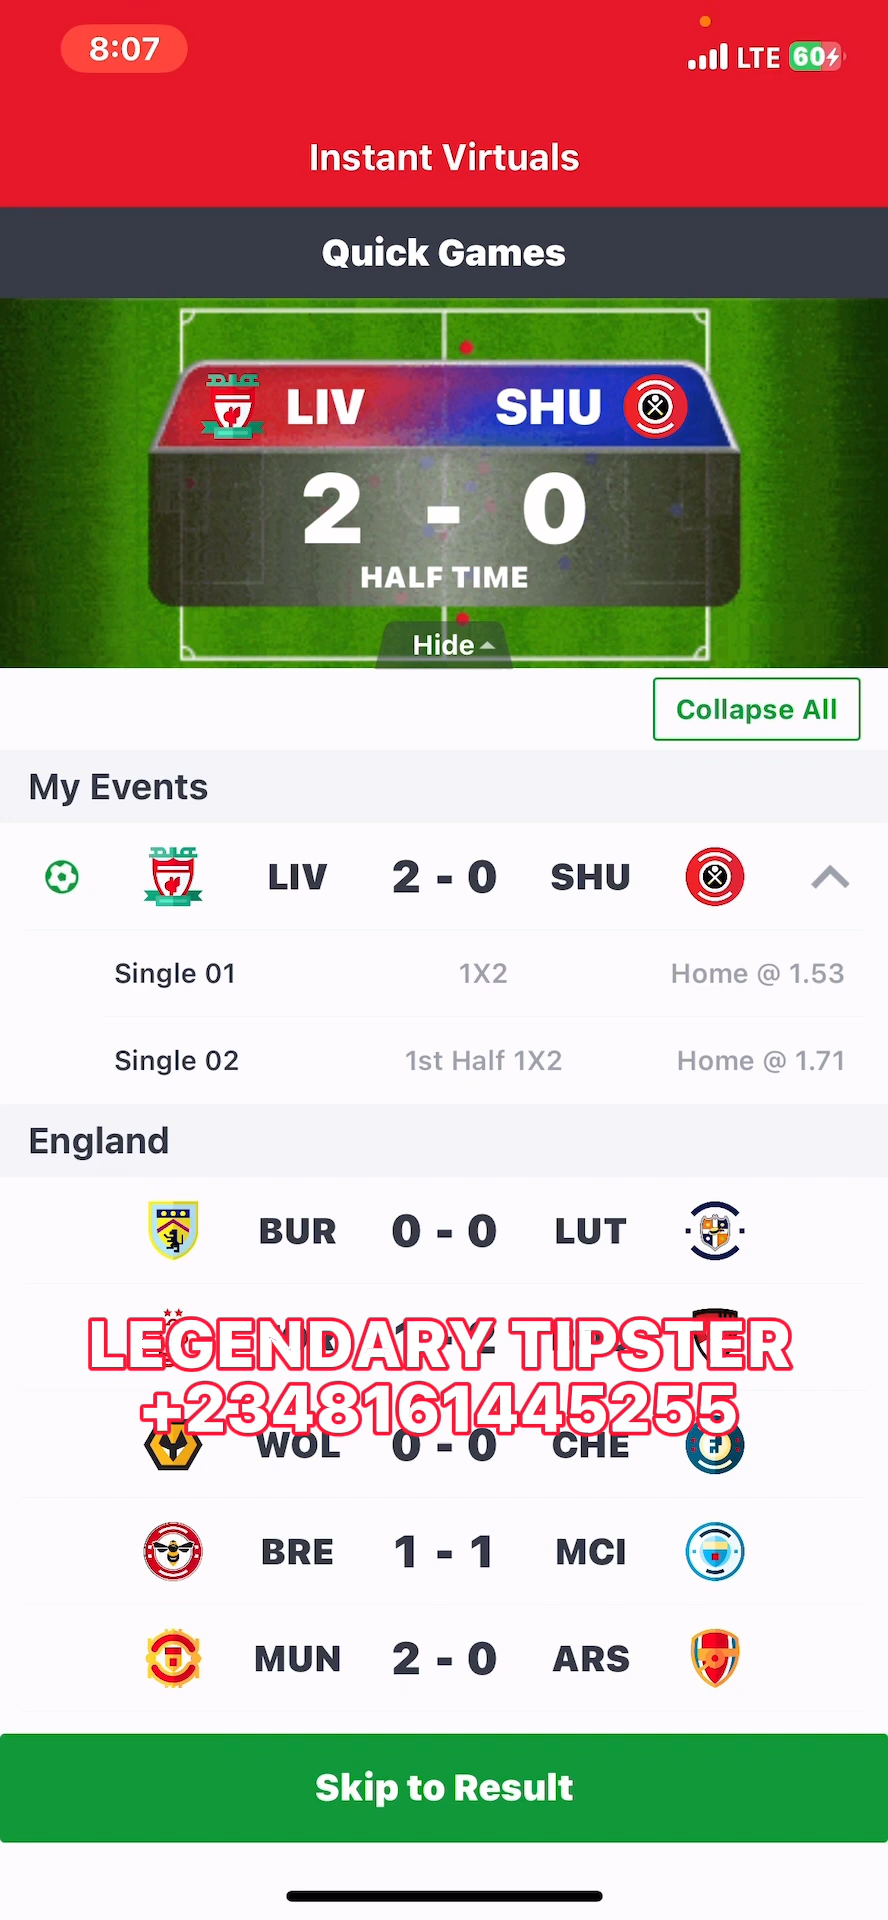 8:07
LTE 60
Instant Virtuals
Quick Games
LIV SHU
2 - 0
HALF TIME
Hide
Collapse All
My Events
LIV 2 - 0 SHU
Single 01 1X2 Home @ 1.53
Single 02 1st Half 1X2 Home @ 1.71
England
BUR 0 - 0 LUT
LEGENDARY TIPSTER
+2348161445255
WOL 0 - 0 CHE
BRE 1 - 1 MCI
MUN 2 - 0 ARS
Skip to Result